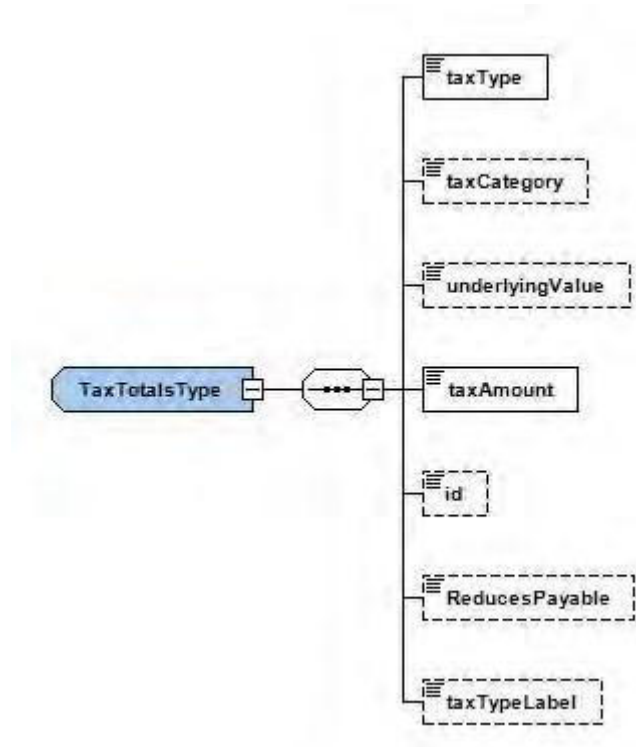 taxType
taxCategory
underlyingValue
TaxTotalsType
taxAmount
id
ReducesPayable
taxTypeLabel